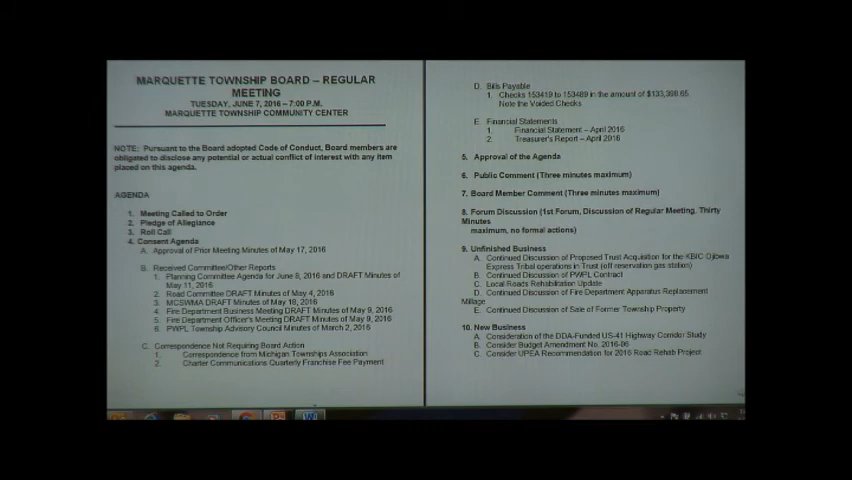 MARQUETTE TOWNSHIP BOARD – REGULAR
MEETING
TUESDAY, JUNE 7, 2016 – 7:00 P.M.
MARQUETTE TOWNSHIP COMMUNITY CENTER
NOTE: Pursuant to the Board adopted Code of Conduct, Board members are
obligated to disclose any potential or actual conflict of interest with any item
placed on this agenda.
AGENDA
1. Meeting Called to Order
2. Pledge of Allegiance
3. Roll Call
4. Consent Agenda
A. Approval of Prior Meeting Minutes of May 17, 2016
B. Received Committee/Other Reports
1. Planning Committee Agenda for June 8, 2016 and DRAFT Minutes of
May 11, 2016
2. Road Committee DRAFT Minutes of May 4, 2016
3. MCSWMA DRAFT Minutes of May 18, 2016
4. Fire Department Business Meeting DRAFT Minutes of May 9, 2016
5. Fire Department Officer's Meeting DRAFT Minutes of May 9, 2016
6. PWPL Township Advisory Council Minutes of March 2, 2016
C. Correspondence Not Requiring Board Action
1. Correspondence from Michigan Townships Association
2. Charter Communications Quarterly Franchise Fee Payment
D. Bills Payable
1. Checks 153419 to 153489 in the amount of $133,398.65
Note the Voided Checks
E. Financial Statements
1. Financial Statement – April 2016
2. Treasurer's Report – April 2016
5. Approval of the Agenda
6. Public Comment (Three minutes maximum)
7. Board Member Comment (Three minutes maximum)
8. Forum Discussion (1st Forum, Discussion of Regular Meeting, Thirty
Minutes
maximum, no formal actions)
9. Unfinished Business
A. Continued Discussion of Proposed Trust Acquisition for the KBIC Ojibwa
Express Tribal operations in Trust (off reservation gas station)
B. Continued Discussion of PWPL Contract
C. Local Roads Rehabilitation Update
D. Continued Discussion of Fire Department Apparatus Replacement
Millage
E. Continued Discussion of Sale of Former Township Property
10. New Business
A. Consideration of the DDA-Funded US-41 Highway Corridor Study
B. Consider Budget Amendment No. 2016-06
C. Consider UPEA Recommendation for 2016 Road Rehab Project